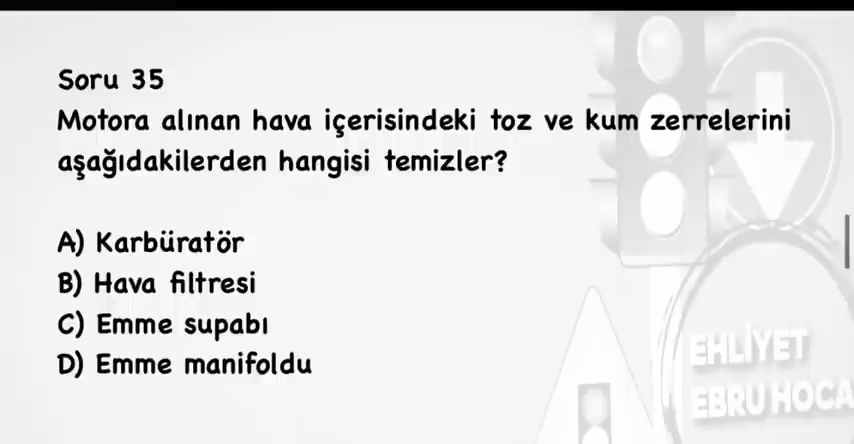 Soru 35
Motora alınan hava içerisindeki toz ve kum zerrelerini
aşağıdakilerden hangisi temizler?
A) Karbüratör
B) Hava filtresi
C) Emme supabı
D) Emme manifoldu
EHLİYET
EBRU HOCA